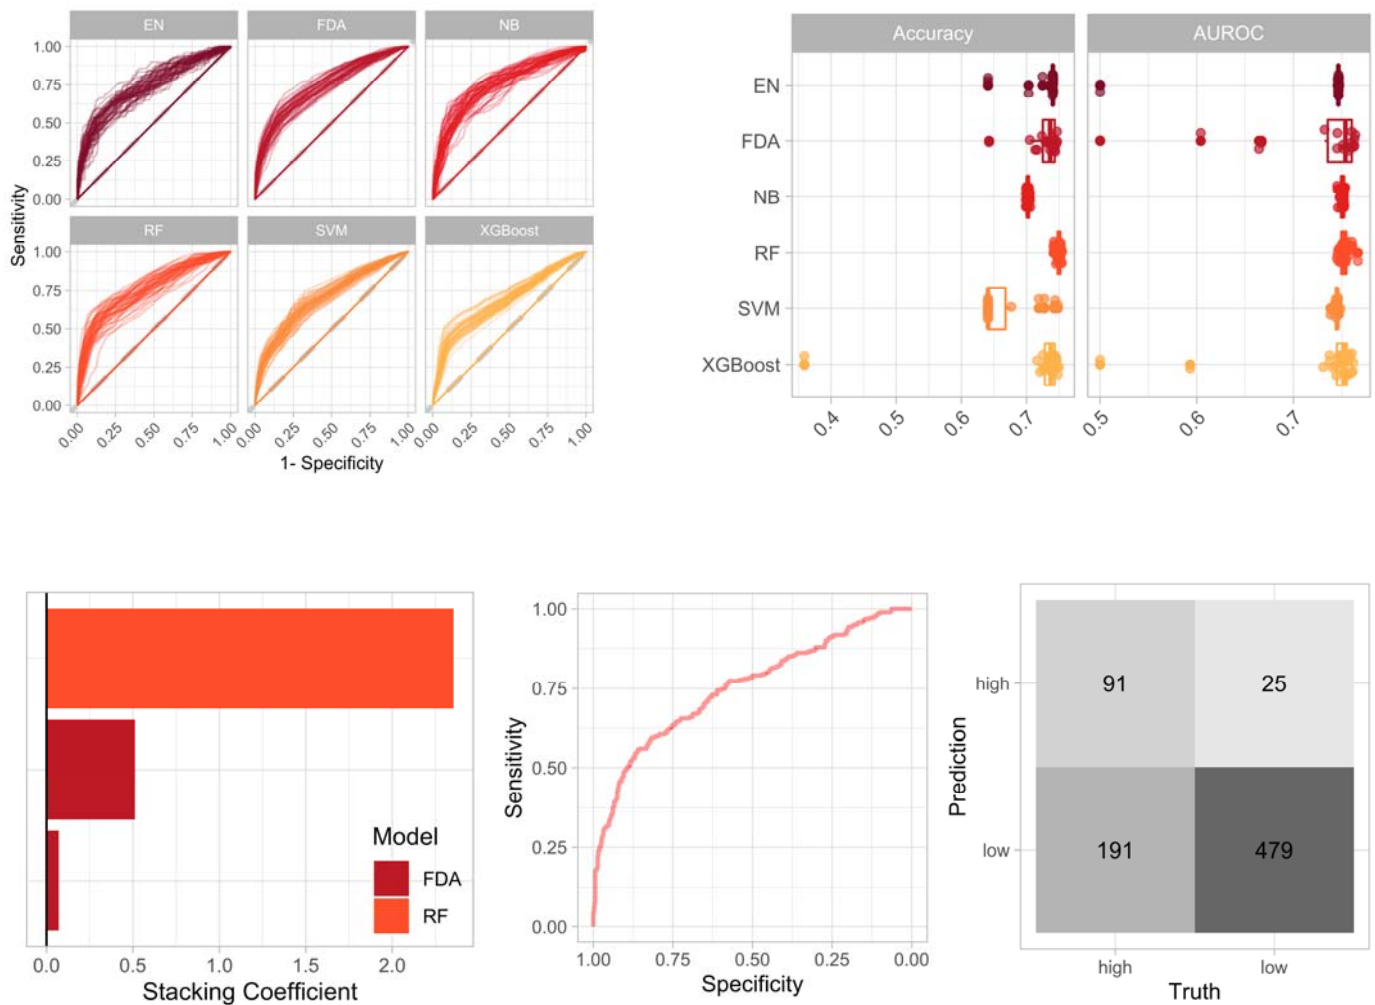 EN FDA NB
1.00
0.75
0.50
0.25
0.00
RF SVM XGBoost
1.00
0.75
0.50
0.25
0.00
Sensitivity
0.00 0.25 0.50 0.75 1.00 0.00 0.25 0.50 0.75 1.00 0.00 0.25 0.50 0.75 1.00
1- Specificity
Accuracy AUROC
EN
FDA
NB
RF
SVM
XGBoost
0.4 0.5 0.6 0.7 0.5 0.6 0.7
Model
FDA
RF
0.0 0.5 1.0 1.5 2.0
Stacking Coefficient
Sensitivity
1.00
0.75
0.50
0.25
0.00
1.00 0.75 0.50 0.25 0.00
Specificity
Prediction
high 91 25
low 191 479
high low
Truth